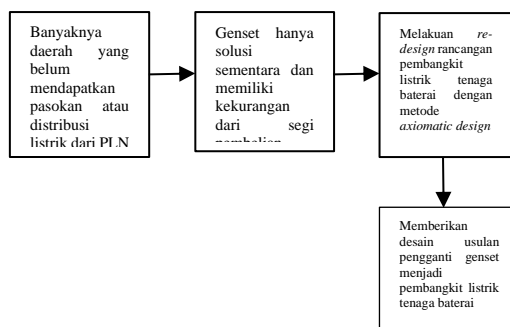 Banyaknya
daerah yang
belum
mendapatkan
pasokan atau
distribusi
listrik dari PLN
Genset hanya
solusi
sementara dan
memiliki
kekurangan
dari segi
Melakuan re-
design rancangan
pembangkit
listrik tenaga
baterai dengan
metode
axiomatic design
Memberikan
desain usulan
pengganti genset
menjadi
pembangkit listrik
tenaga baterai